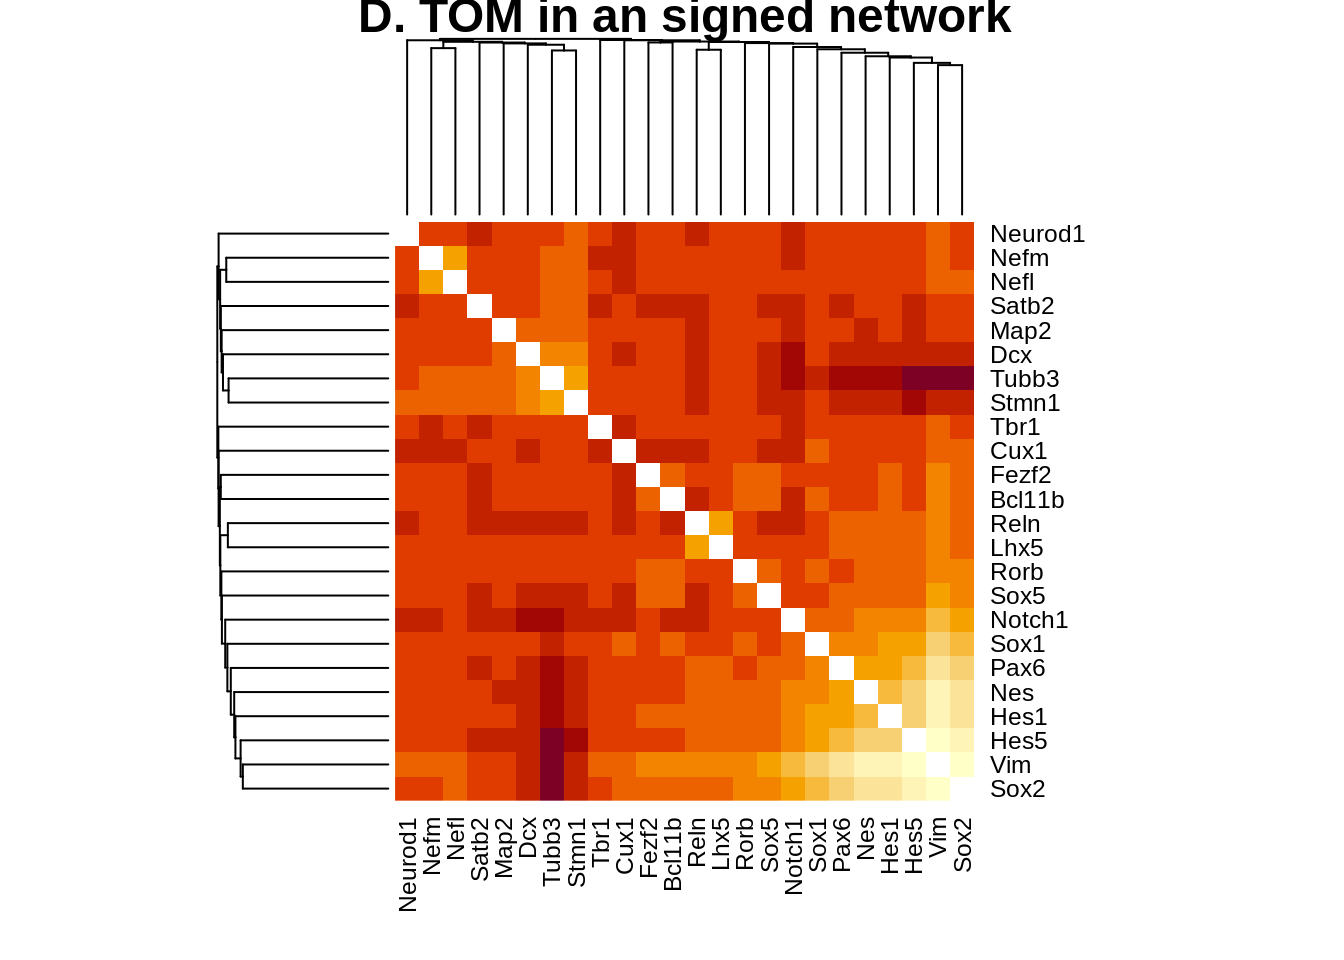 D. TOM in an signed network
Neurod1
Nefm
Nefl
Satb2
Map2
Dcx
Tubb3
Stmn1
Tbr1
Cux1
Fezf2
Bcl11b
Reln
Lhx5
Rorb
Sox5
Notch1
Sox1
Pax6
Nes
Hes1
Hes5
Vim
Sox2
Neurod1
Nefm
Nefl
Satb2
Map2
Dcx
Tubb3
Stmn1
Tbr1
Cux1
Fezf2
Bcl11b
Reln
Lhx5
Rorb
Sox5
Notch1
Sox1
Pax6
Nes
Hes1
Hes5
Vim
Sox2